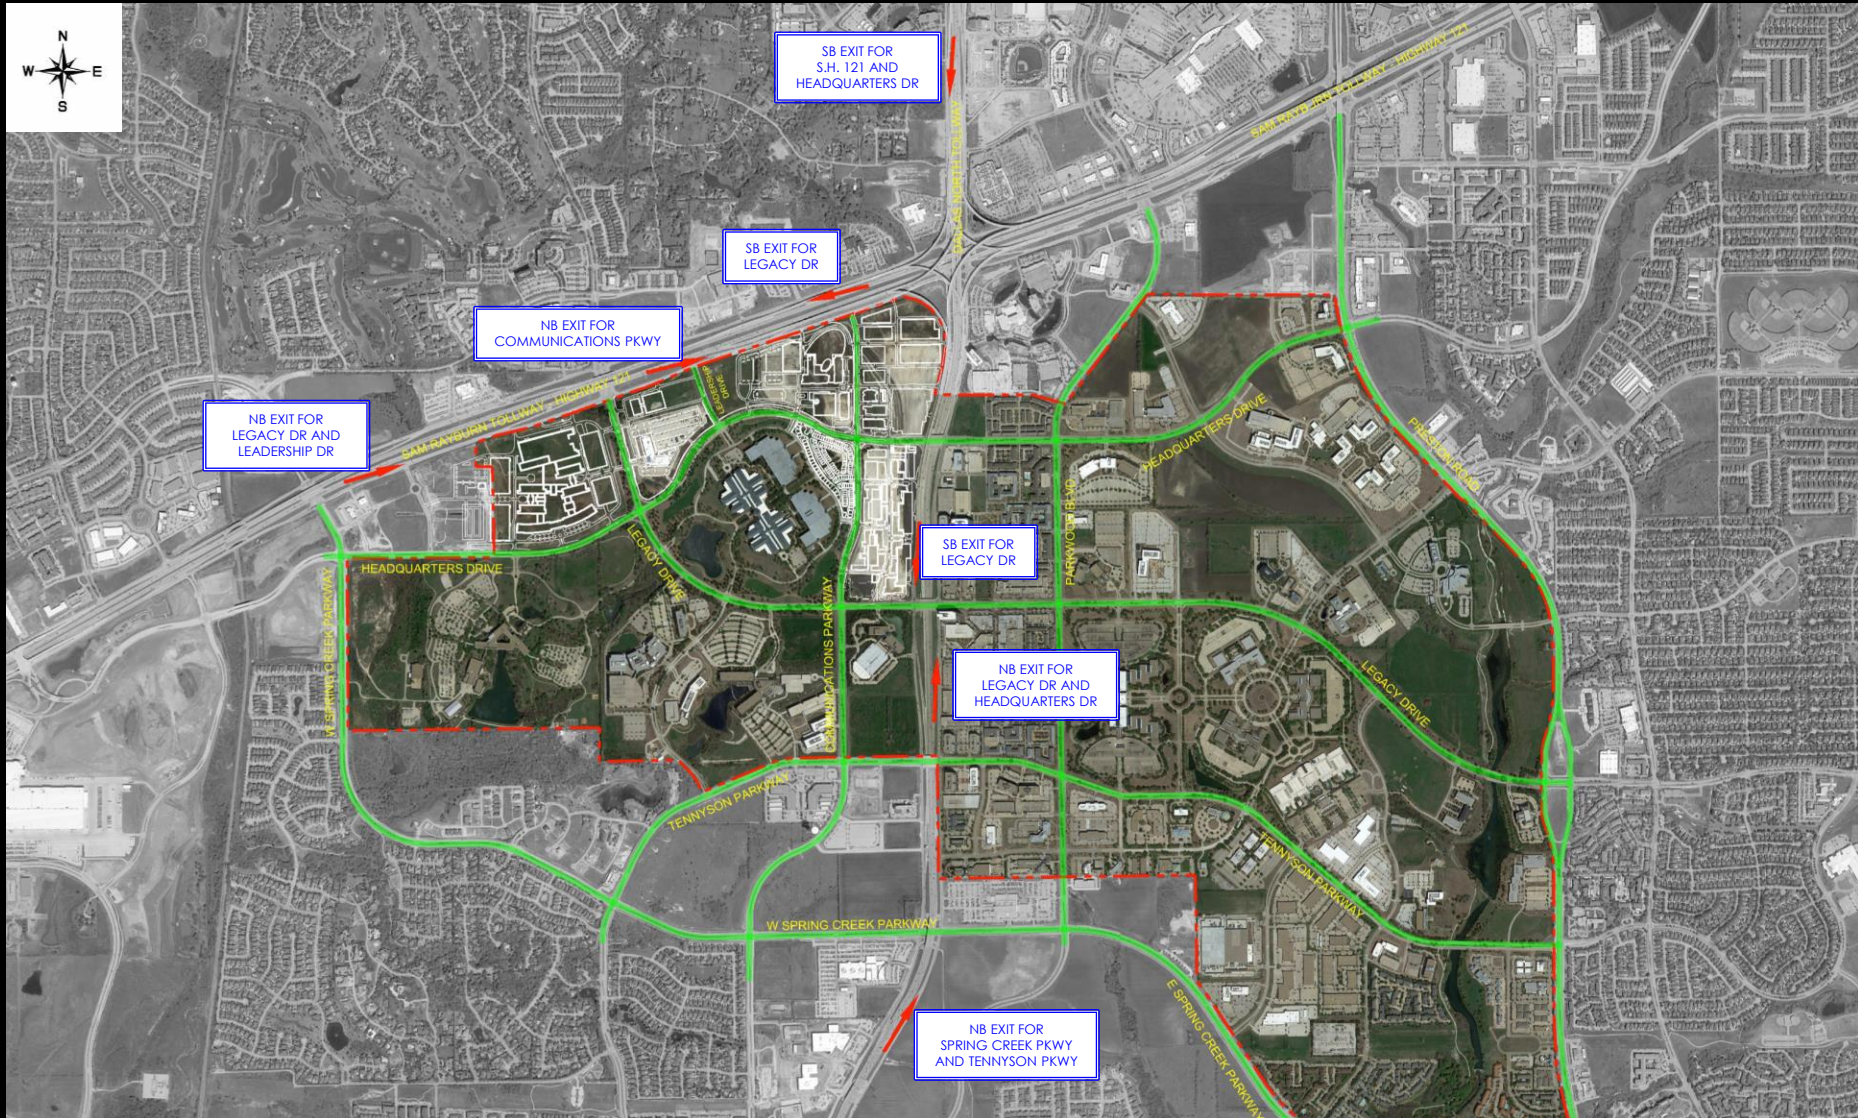 N
W E
S
SB EXIT FOR
S.H. 121 AND
HEADQUARTERS DR
SAM RAYBURN TOLLWAY - HIGHWAY 121
DALLAS NORTH TOLLWAY
SB EXIT FOR
LEGACY DR
NB EXIT FOR
COMMUNICATIONS PKWY
SAM RAYBURN TOLLWAY - HIGHWAY 121
LEADERSHIP
DRIVE
NB EXIT FOR
LEGACY DR AND
LEADERSHIP DR
HEADQUARTERS DRIVE
PRESTON ROAD
PARKWOOD BLVD
SB EXIT FOR
LEGACY DR
HEADQUARTERS DRIVE
LEGACY DRIVE
W SPRING CREEK PARKWAY
COMMUNICATIONS PARKWAY
NB EXIT FOR
LEGACY DR AND
HEADQUARTERS DR
LEGACY DRIVE
TENNYSON PARKWAY
TENNYSON PARKWAY
W SPRING CREEK PARKWAY
E SPRING CREEK PARKWAY
NB EXIT FOR
SPRING CREEK PKWY
AND TENNYSON PKWY